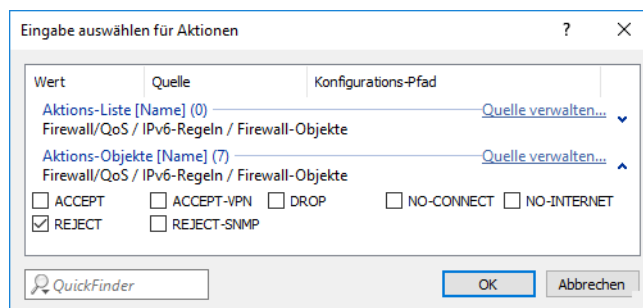 Eingabe auswählen für Aktionen ? ×
Wert Quelle Konfigurations-Pfad
Aktions-Liste [Name] (0) Quelle verwalten...
Firewall/QoS / IPv6-Regeln / Firewall-Objekte
Aktions-Objekte [Name] (7) Quelle verwalten...
Firewall/QoS / IPv6-Regeln / Firewall-Objekte
ACCEPT ACCEPT-VPN DROP NO-CONNECT NO-INTERNET
REJECT REJECT-SNMP
QuickFinder OK Abbrechen